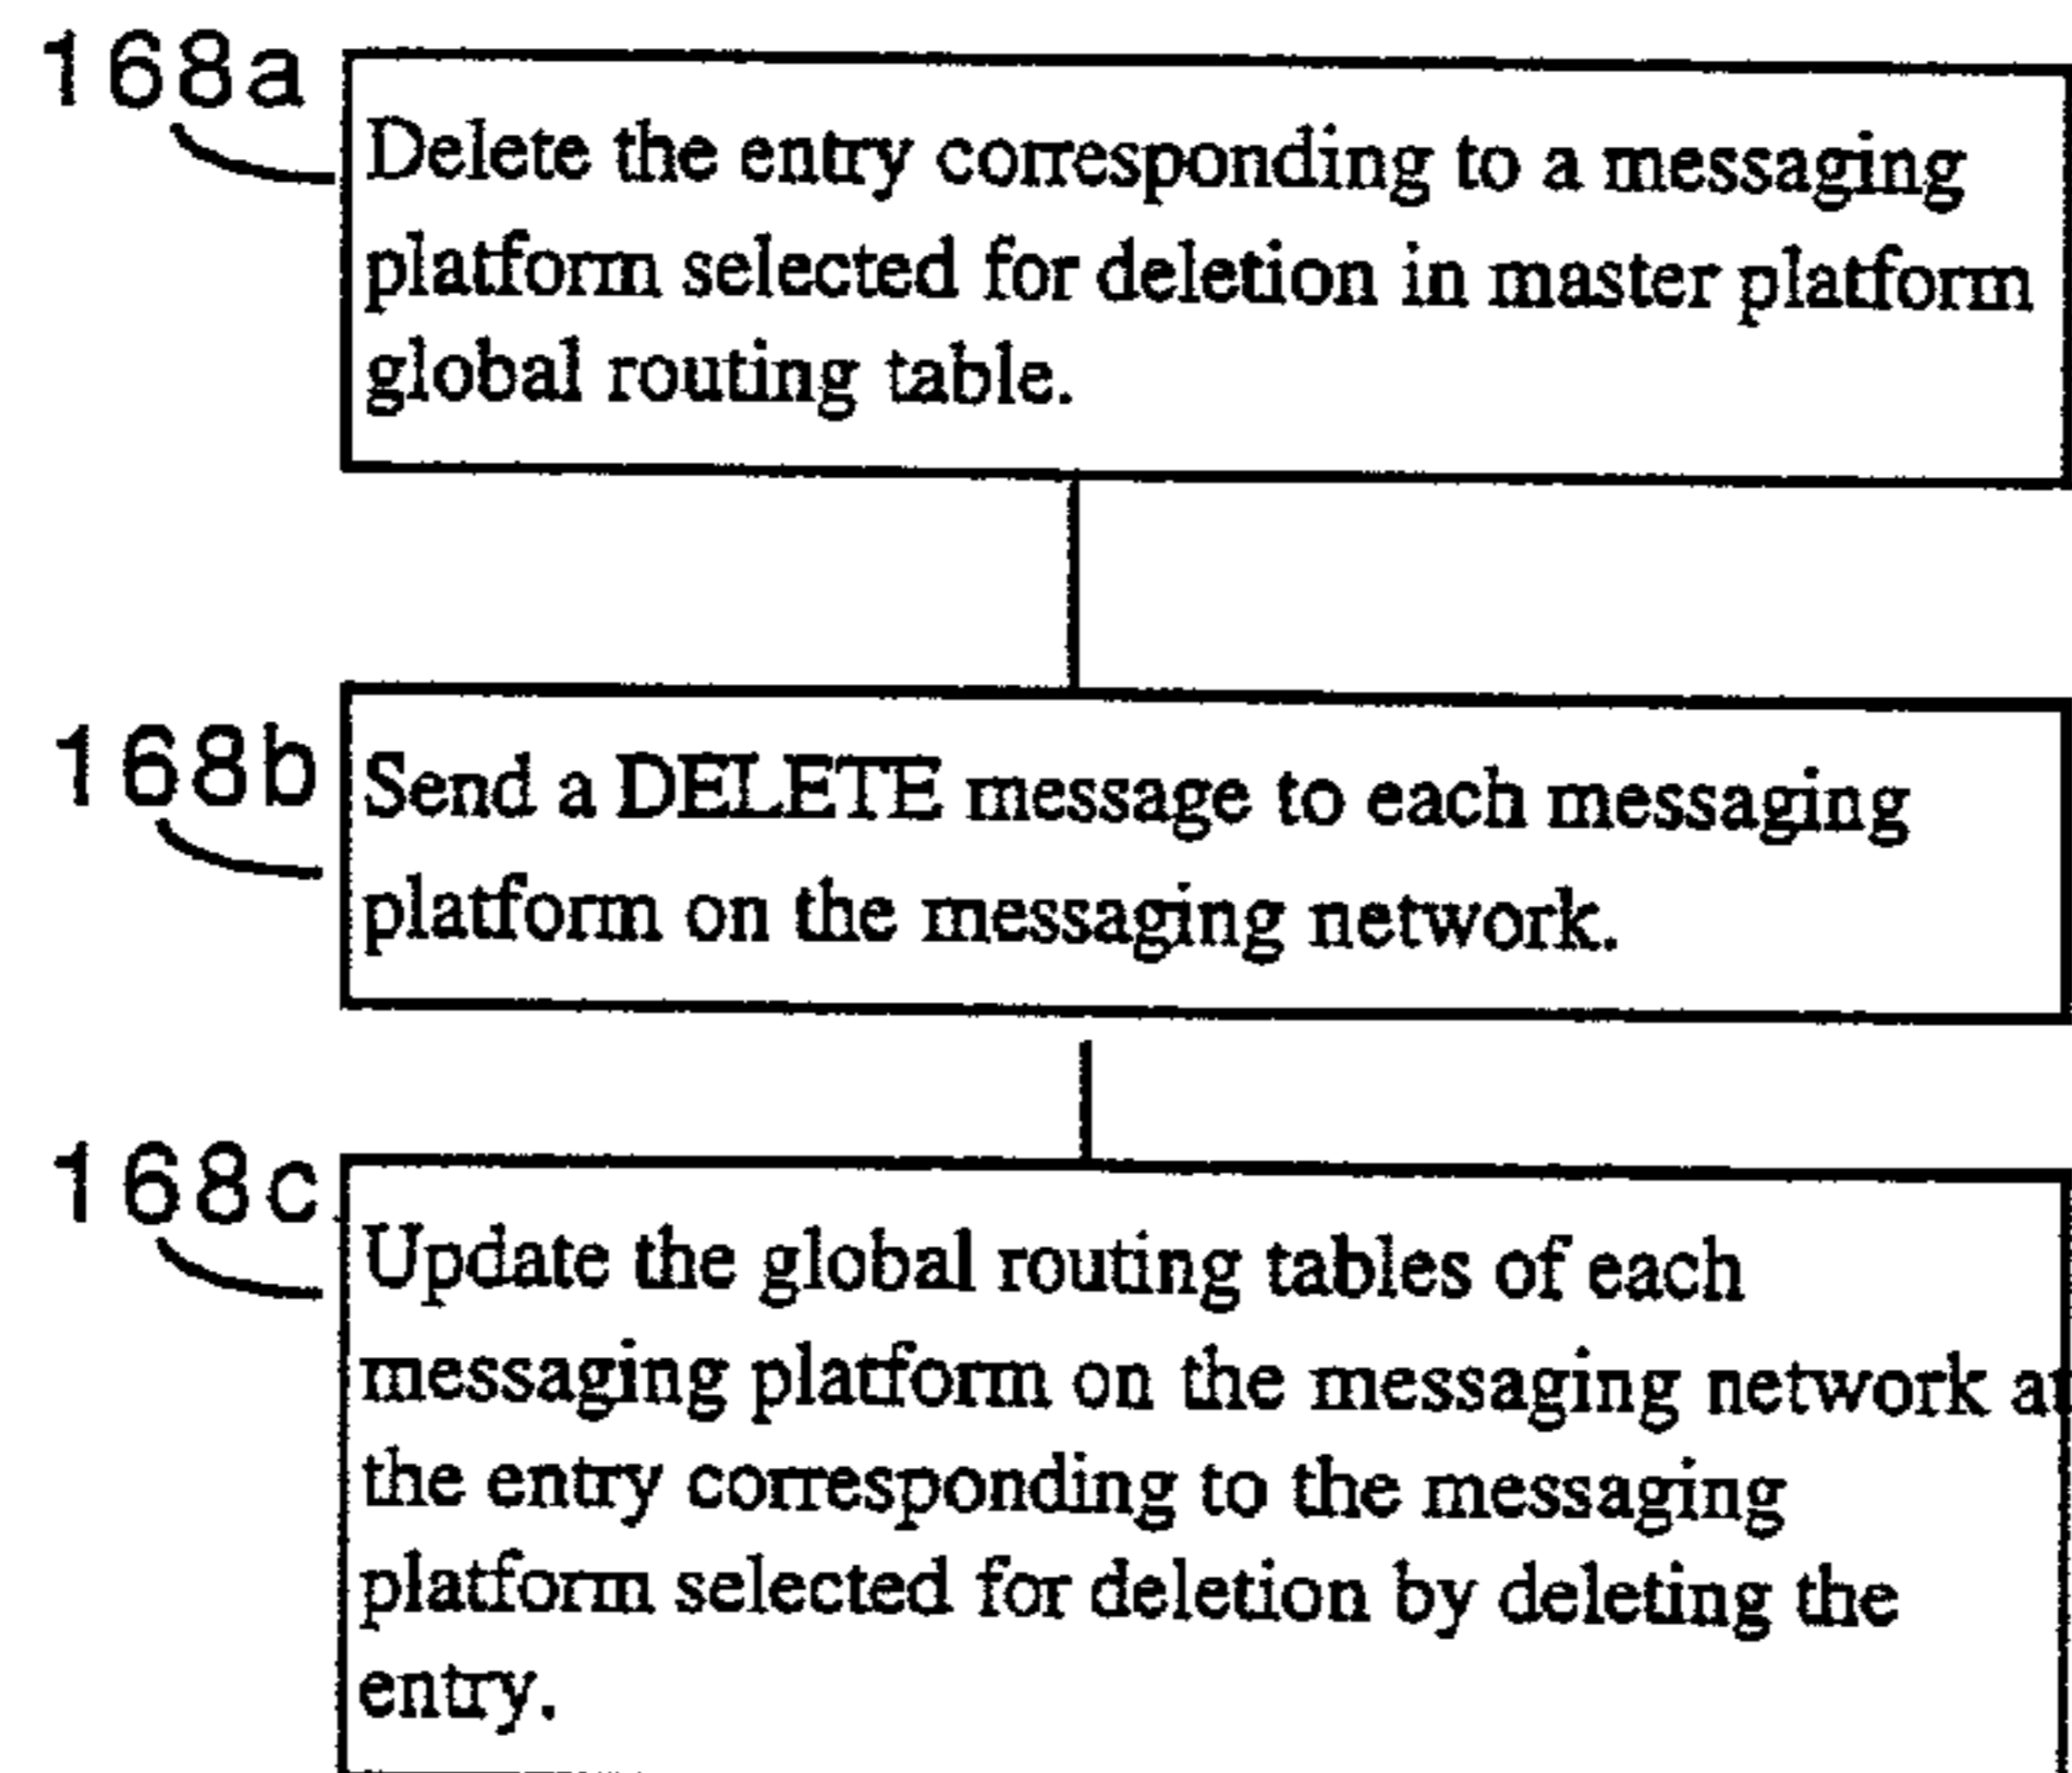 168a
Delete the entry corresponding to a messaging
platform selected for deletion in master platform
global routing table.
168b
Send a DELETE message to each messaging
platform on the messaging network.
168c
Update the global routing tables of each
messaging platform on the messaging network at
the entry corresponding to the messaging
platform selected for deletion by deleting the
entry.